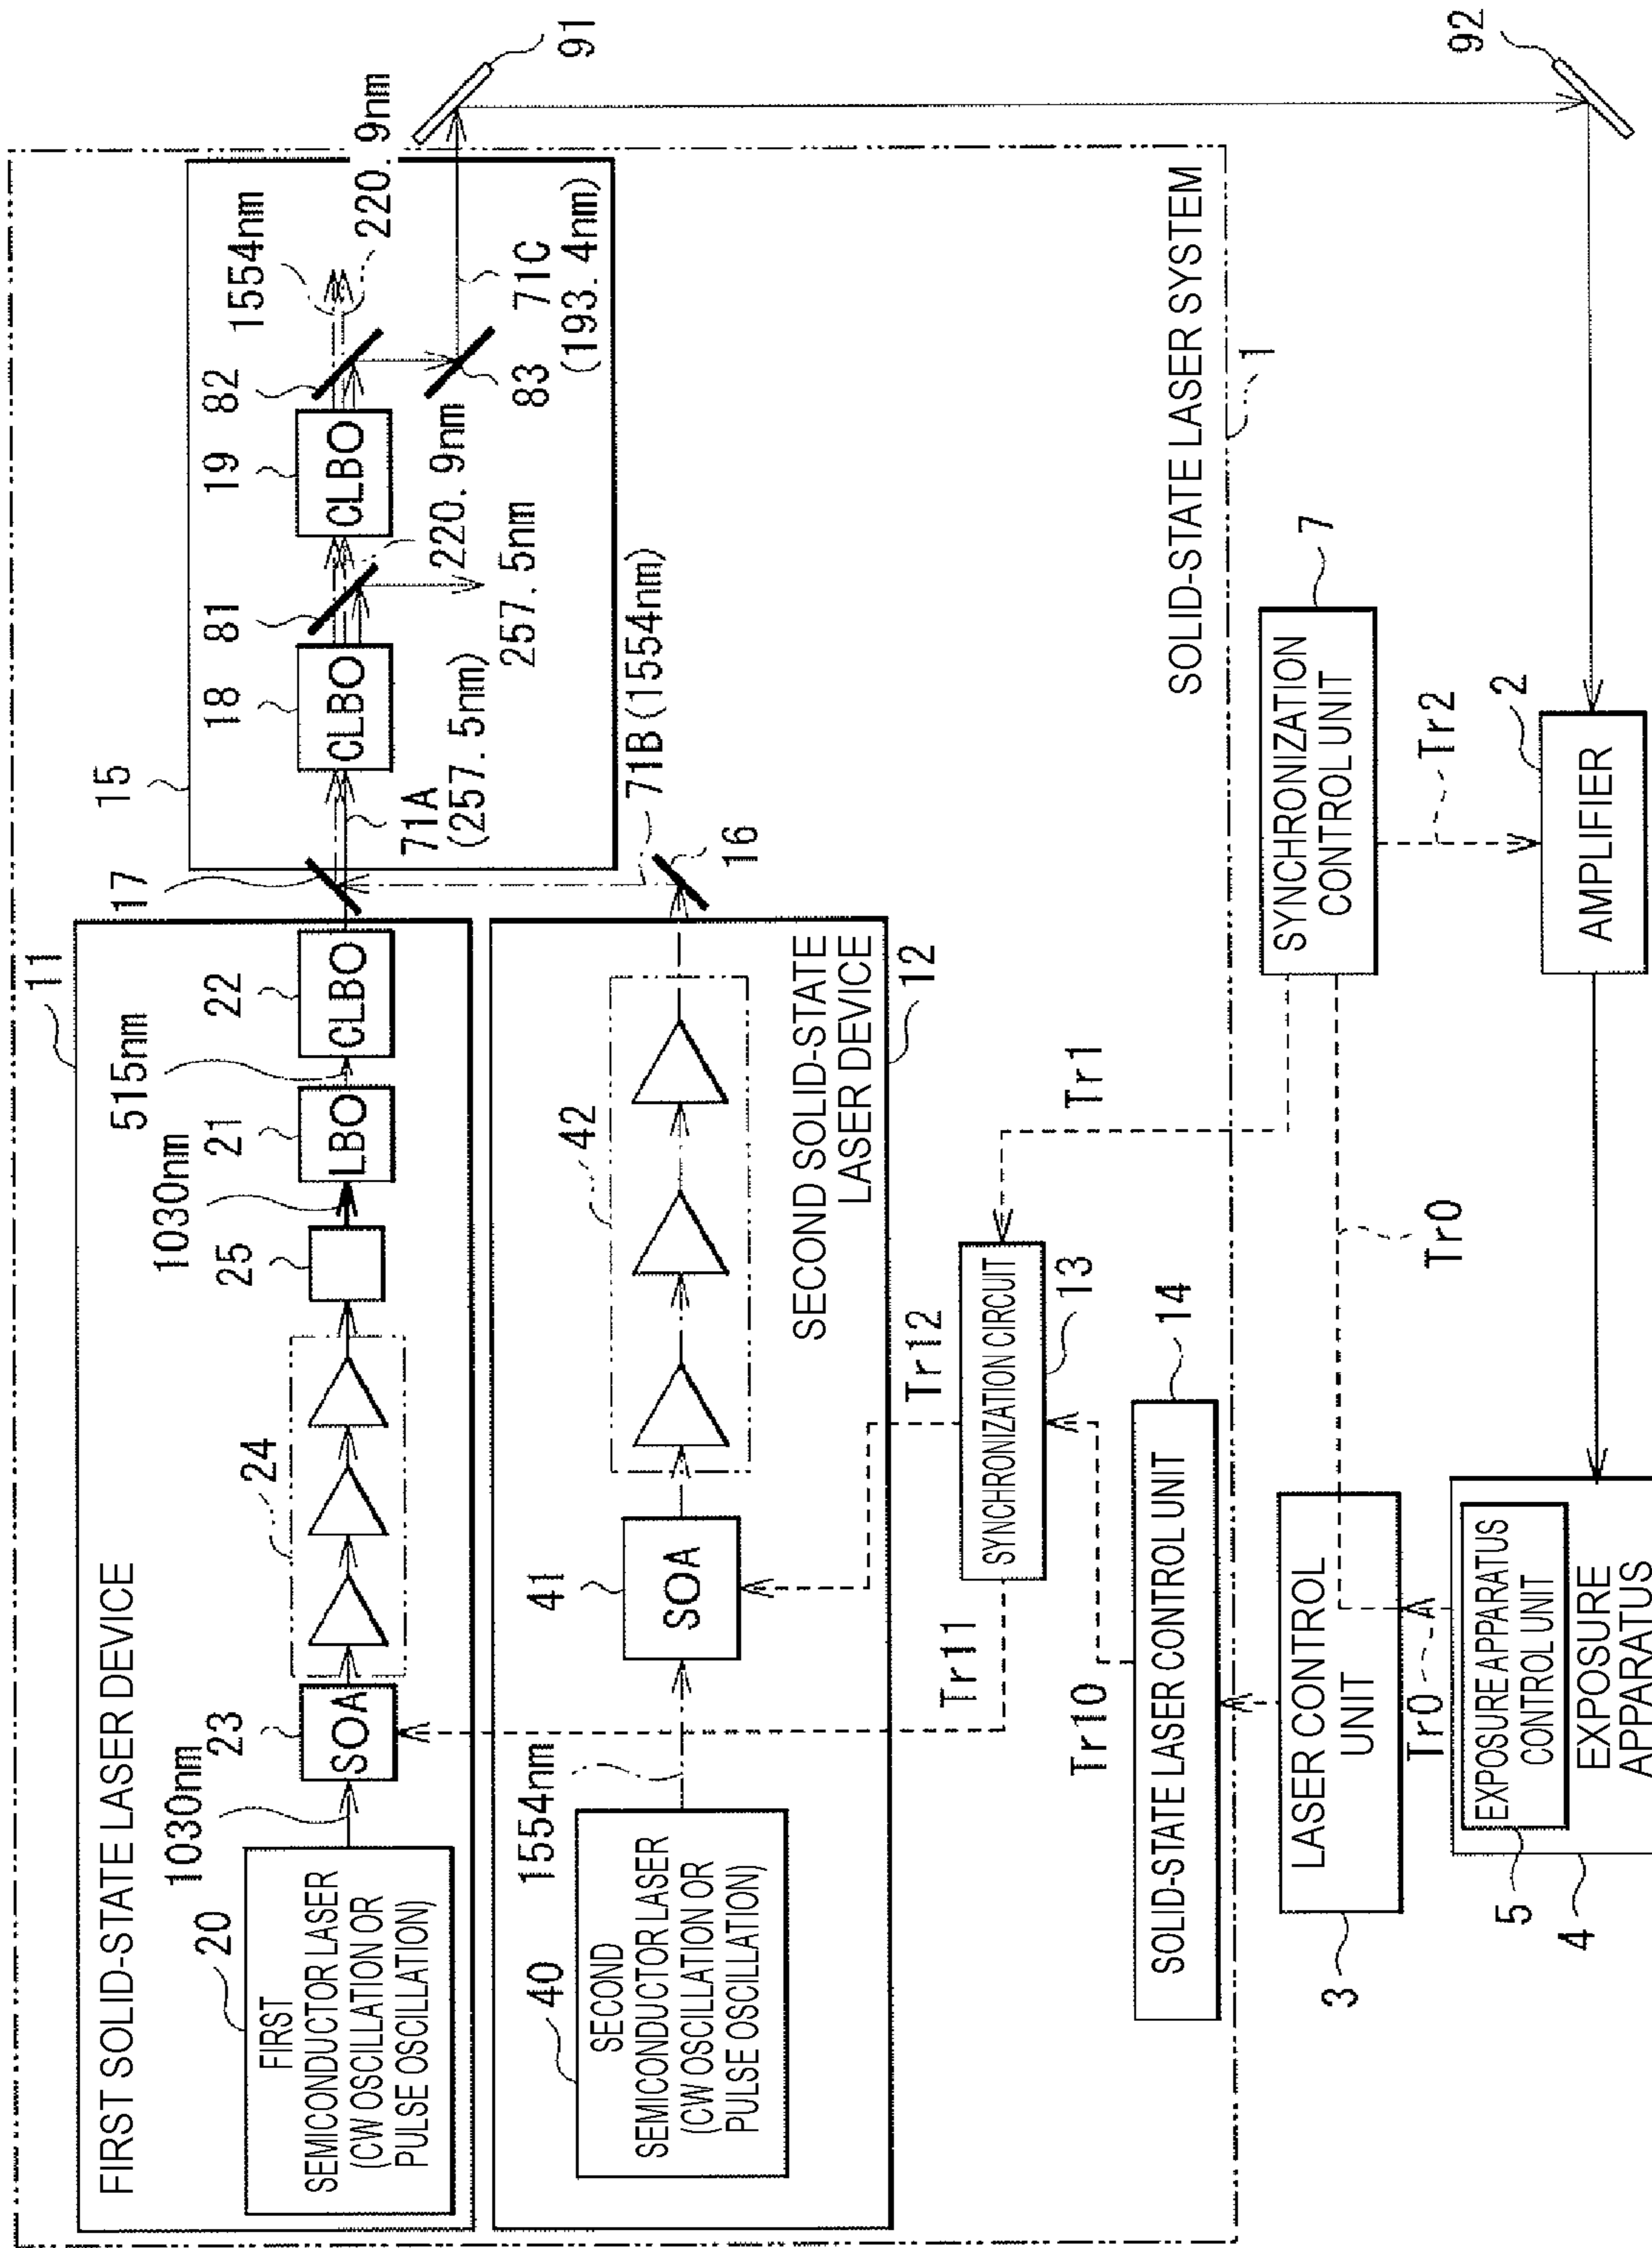 FIRST SOLID-STATE LASER DEVICE
11
20
FIRST
SEMICONDUCTOR LASER
(CW OSCILLATION OR
PULSE OSCILLATION)
1030nm
23
SOA
24
25
1030nm
21
LBO
515nm
22
CLBO
17
15
71A
(257. 5nm)
18
CLBO
81
220. 9nm
257. 5nm
19
CLBO
82
1554nm
220. 9nm
83
71C
(193. 4nm)
91
40
SECOND
SEMICONDUCTOR LASER
(CW OSCILLATION OR
PULSE OSCILLATION)
1554nm
41
SOA
42
SECOND SOLID-STATE
LASER DEVICE
12
16
71B(1554nm)
Tr11
Tr12
SYNCHRONIZATION CIRCUIT
13
Tr1
Tr10
SOLID-STATE LASER CONTROL UNIT
14
SOLID-STATE LASER SYSTEM
1
LASER CONTROL
UNIT
3
Tr0
SYNCHRONIZATION
CONTROL UNIT
7
Tr0
Tr2
EXPOSURE APPARATUS
CONTROL UNIT
EXPOSURE
APPARATUS
5
4
AMPLIFIER
2
92